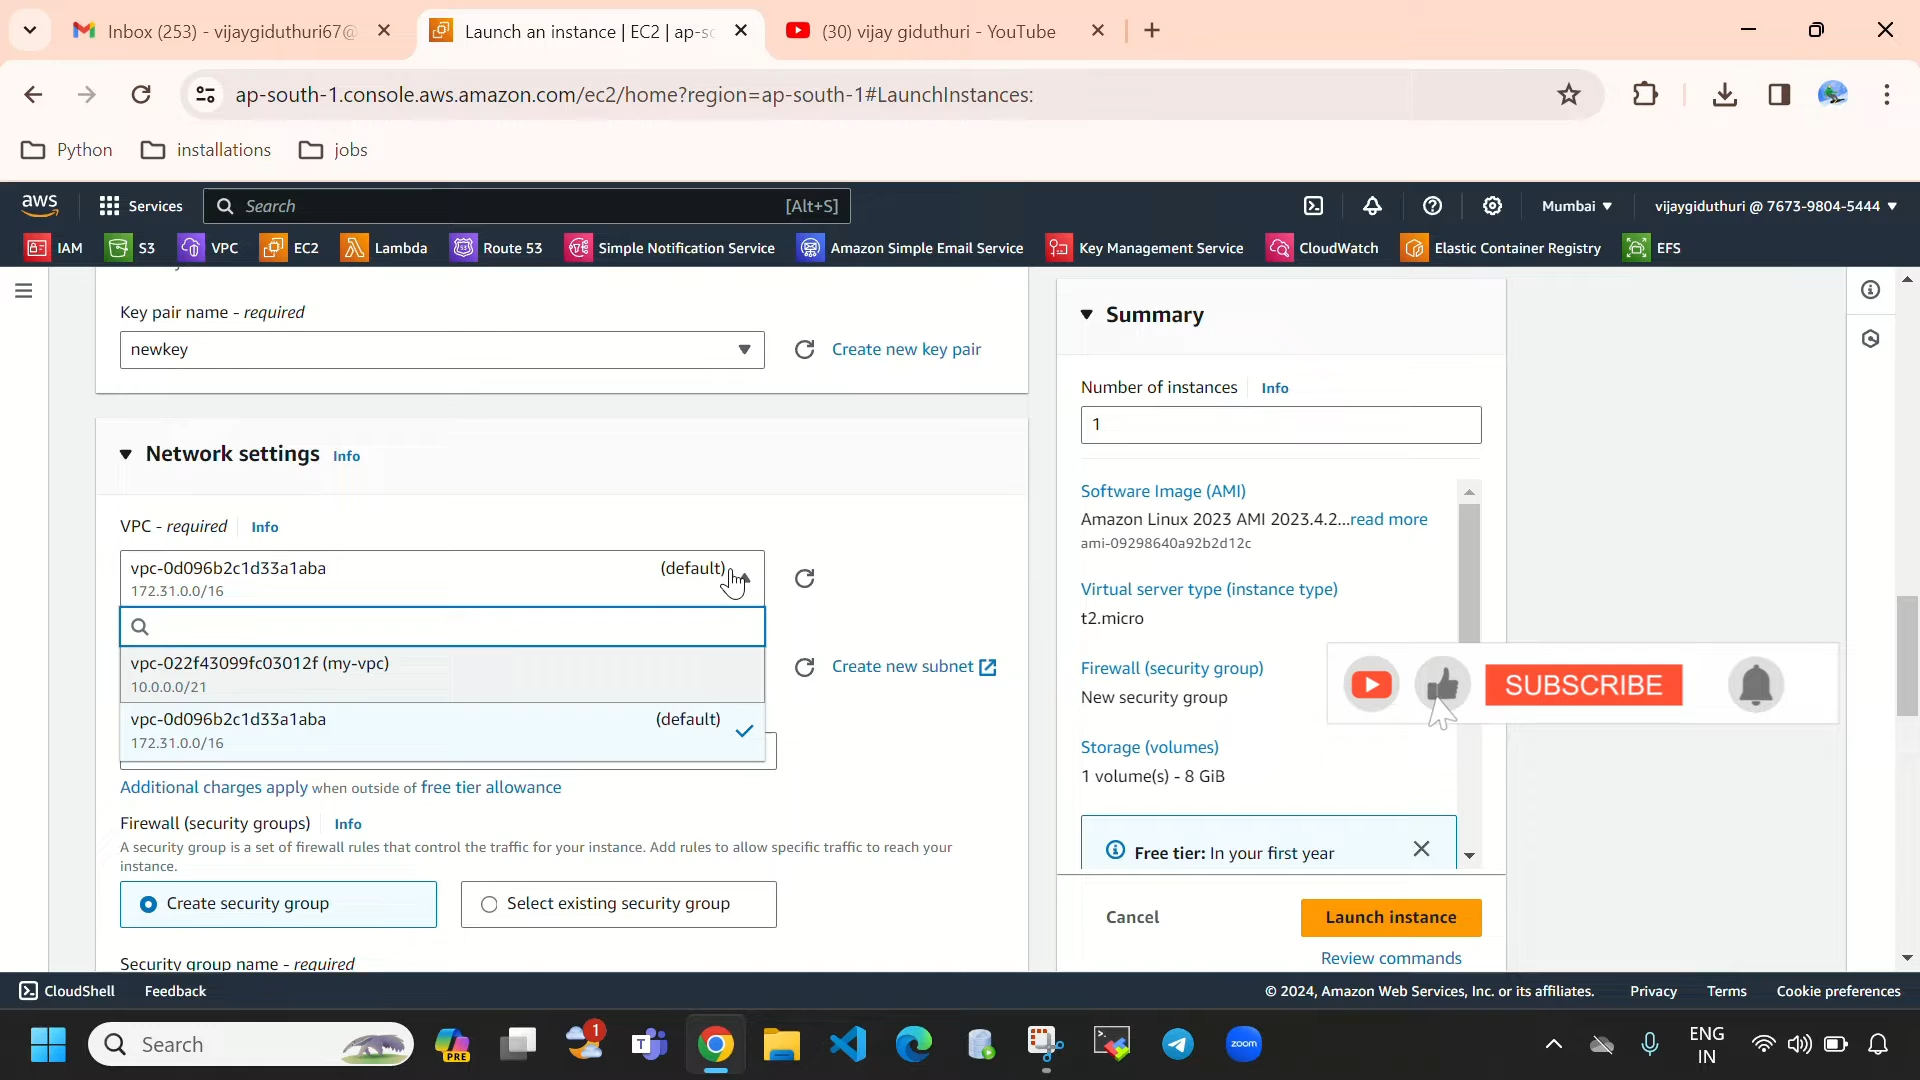 Inbox (253) - vijaygiduthuri67@
Launch an instance | EC2 | ap-so
(30) vijay giduthuri - YouTube
ap-south-1.console.aws.amazon.com/ec2/home?region=ap-south-1#LaunchInstances:
Python
installations
jobs
aws
Services
Search
[Alt+S]
Mumbai
vijaygiduthuri @ 7673-9804-5444
IAM
S3
VPC
EC2
Lambda
Route 53
Simple Notification Service
Amazon Simple Email Service
Key Management Service
CloudWatch
Elastic Container Registry
EFS
Key pair name - required
newkey
Create new key pair
Network settings Info
VPC - required Info
vpc-0d096b2c1d33a1aba (default)
172.31.0.0/16
vpc-022f43099fc03012f (my-vpc)
10.0.0.0/21
vpc-0d096b2c1d33a1aba (default)
172.31.0.0/16
Create new subnet
Additional charges apply when outside of free tier allowance
Firewall (security groups) Info
A security group is a set of firewall rules that control the traffic for your instance. Add rules to allow specific traffic to reach your
instance.
Create security group
Select existing security group
Security group name - required
Summary
Number of instances Info
1
Software Image (AMI)
Amazon Linux 2023 AMI 2023.4.2...read more
ami-09298640a92b2d12c
Virtual server type (instance type)
t2.micro
Firewall (security group)
New security group
Storage (volumes)
1 volume(s) - 8 GiB
Free tier: In your first year
Cancel
Launch instance
Review commands
SUBSCRIBE
CloudShell
Feedback
© 2024, Amazon Web Services, Inc. or its affiliates.
Privacy
Terms
Cookie preferences
Search
PRE
1
T
zoom
ENG
IN